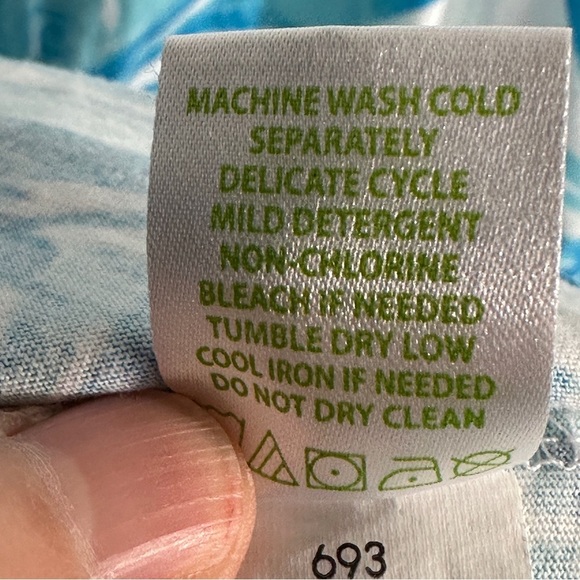 MACHINE WASH COLD
SEPARATELY
DELICATE CYCLE
MILD DETERGENT
NON-CHLORINE
BLEACH IF NEEDED
TUMBLE DRY LOW
COOL IRON IF NEEDED
DO NOT DRY CLEAN
693